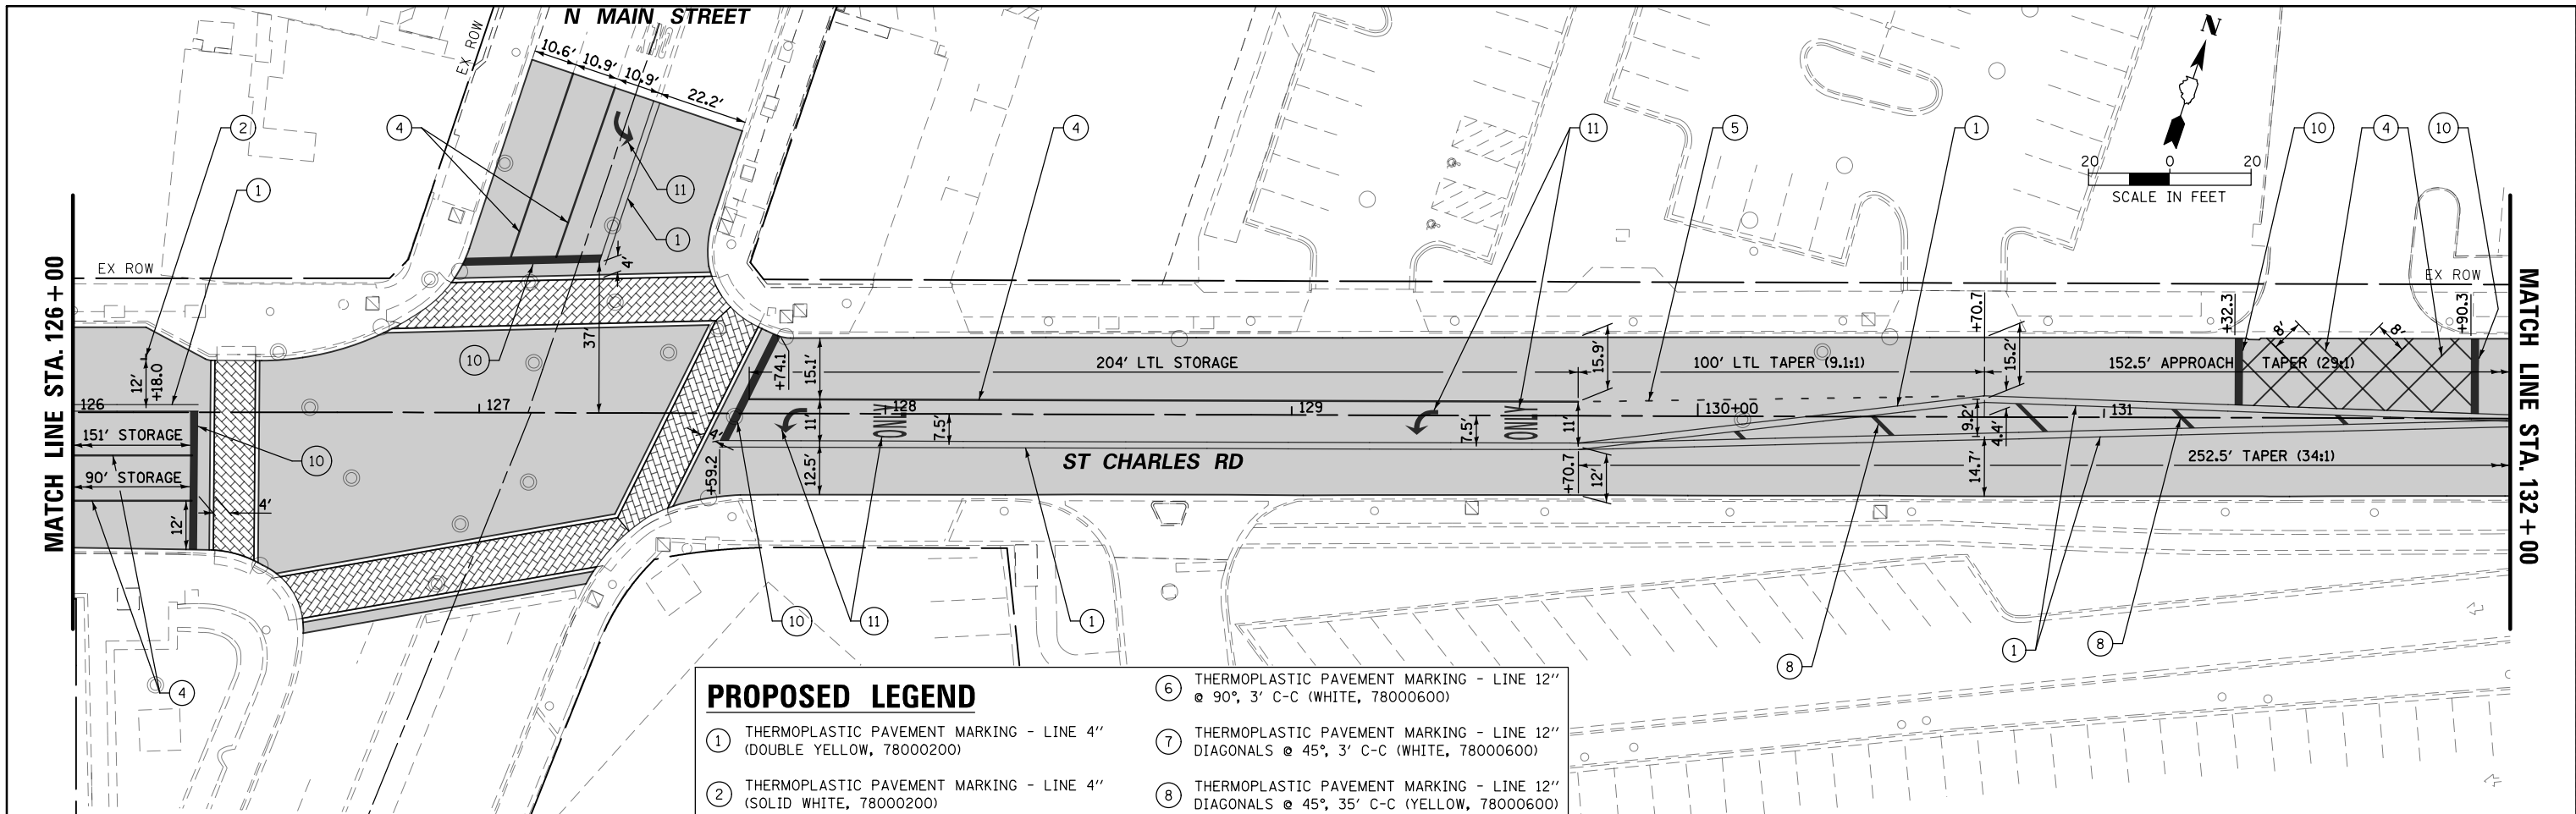 N MAIN STREET
EX ROW
10.6′ 10.9′ 10.9′ 22.2′
N
20 0 20
SCALE IN FEET
2
4
4
11
5
1
10
4
10
1
11
1
MATCH LINE STA. 126+00
EX ROW
EX ROW
MATCH LINE STA. 132+00
4′
37′
10
12′
+18.0
126
127
128
129
130+00
131
151′ STORAGE
90′ STORAGE
12′
4′
10
+74.1
15.1′
204′ LTL STORAGE
15.9′
100′ LTL TAPER (9.1:1)
+70.7
15.2′
152.5′ APPROACH TAPER (29:1)
+32.3
8′
8′
+90.3
11′
7.5′
7.5′
11′
9.2′
4.4′
4′
+59.2
12.5′
ST CHARLES RD
+70.7
12′
14.7′
252.5′ TAPER (34:1)
4
10
11
1
8
1
8
PROPOSED LEGEND
1 THERMOPLASTIC PAVEMENT MARKING - LINE 4″
(DOUBLE YELLOW, 78000200)
2 THERMOPLASTIC PAVEMENT MARKING - LINE 4″
(SOLID WHITE, 78000200)
6 THERMOPLASTIC PAVEMENT MARKING - LINE 12″
@ 90°, 3′ C-C (WHITE, 78000600)
7 THERMOPLASTIC PAVEMENT MARKING - LINE 12″
DIAGONALS @ 45°, 3′ C-C (WHITE, 78000600)
8 THERMOPLASTIC PAVEMENT MARKING - LINE 12″
DIAGONALS @ 45°, 35′ C-C (YELLOW, 78000600)